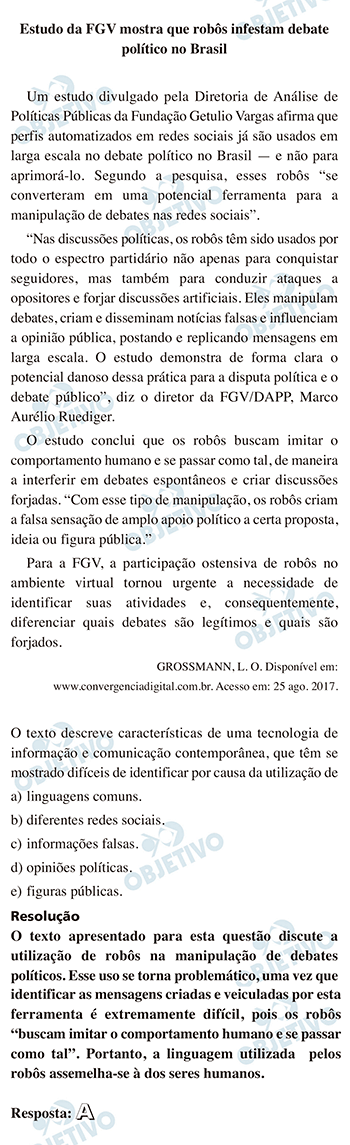 Estudo da FGV mostra que robôs infestam debate
político no Brasil
Um estudo divulgado pela Diretoria de Análise de
Políticas Públicas da Fundação Getulio Vargas afirma que
perfis automatizados em redes sociais já são usados em
larga escala no debate político no Brasil — e não para
aprimorá-lo. Segundo a pesquisa, esses robôs “se
converteram em uma potencial ferramenta para a
manipulação de debates nas redes sociais”.
“Nas discussões políticas, os robôs têm sido usados por
todo o espectro partidário não apenas para conquistar
seguidores, mas também para conduzir ataques a
opositores e forjar discussões artificiais. Eles manipulam
debates, criam e disseminam notícias falsas e influenciam
a opinião pública, postando e replicando mensagens em
larga escala. O estudo demonstra de forma clara o
potencial danoso dessa prática para a disputa política e o
debate público”, diz o diretor da FGV/DAPP, Marco
Aurélio Ruediger.
O estudo conclui que os robôs buscam imitar o
comportamento humano e se passar como tal, de maneira
a interferir em debates espontâneos e criar discussões
forjadas. “Com esse tipo de manipulação, os robôs criam
a falsa sensação de amplo apoio político a certa proposta,
ideia ou figura pública.”
Para a FGV, a participação ostensiva de robôs no
ambiente virtual tornou urgente a necessidade de
identificar suas atividades e, consequentemente,
diferenciar quais debates são legítimos e quais são
forjados.
GROSSMANN, L. O. Disponível em:
www.convergenciadigital.com.br. Acesso em: 25 ago. 2017.
O texto descreve características de uma tecnologia de
informação e comunicação contemporânea, que têm se
mostrado difíceis de identificar por causa da utilização de
a) linguagens comuns.
b) diferentes redes sociais.
c) informações falsas.
d) opiniões políticas.
e) figuras públicas.
Resolução
O texto apresentado para esta questão discute a
utilização de robôs na manipulação de debates
políticos. Esse uso se torna problemático, uma vez que
identificar as mensagens criadas e veiculadas por esta
ferramenta é extremamente difícil, pois os robôs
“buscam imitar o comportamento humano e se passar
como tal”. Portanto, a linguagem utilizada pelos
robôs assemelha-se à dos seres humanos.
Resposta: A
OBJETIVO